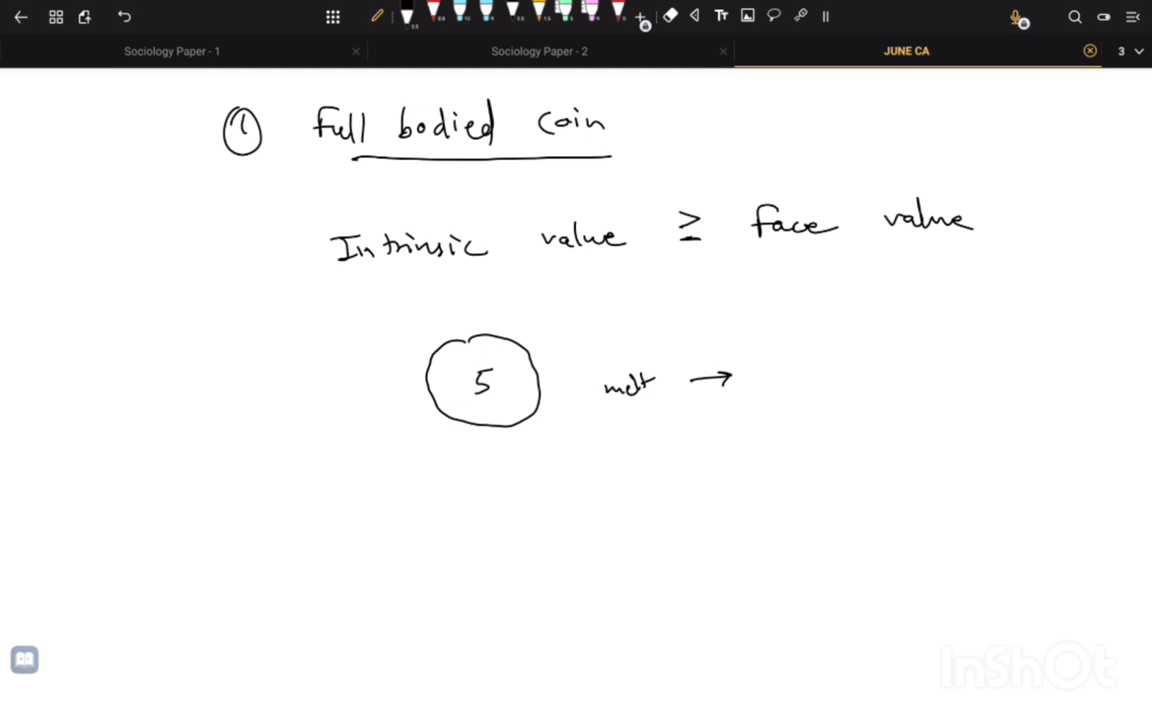 Sociology Paper - 1
Sociology Paper - 2
JUNE CA
3
Tт
① Full bodied coin
Intrinsic value ≥ face value
5 melt →
InShOt